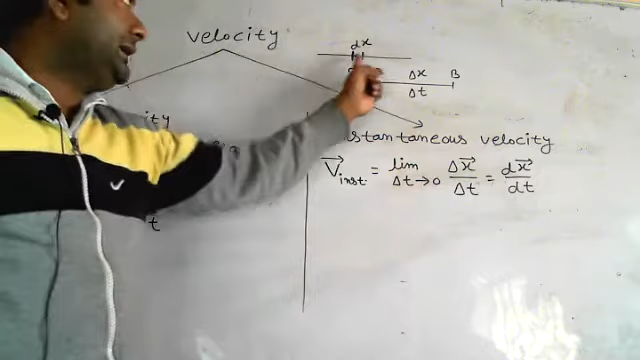 velocity
dx
Δx B
Δt
stantaneous velocity
V⃗inst. = lim Δt→0 Δx⃗/Δt = dx⃗/dt
t